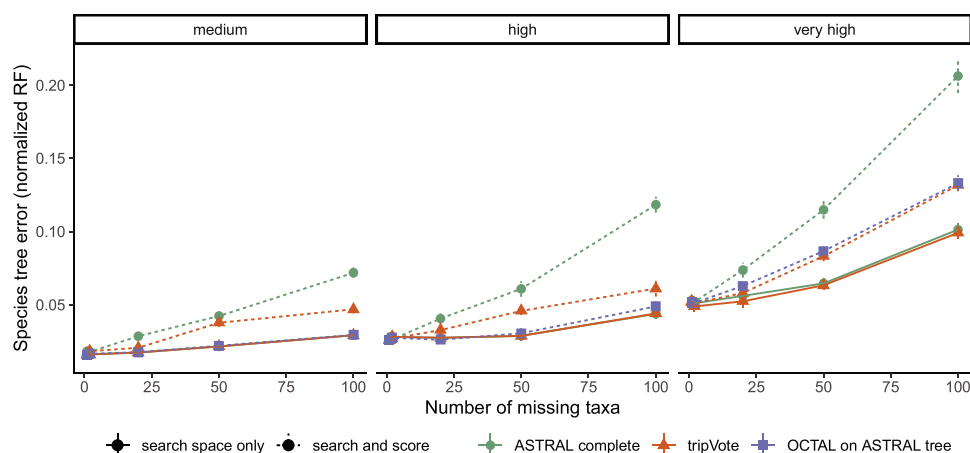 medium high very high
Species tree error (normalized RF)
0.20
0.15
0.10
0.05
0 25 50 75 100 0 25 50 75 100 0 25 50 75 100
Number of missing taxa
search space only search and score ASTRAL complete tripVote OCTAL on ASTRAL tree